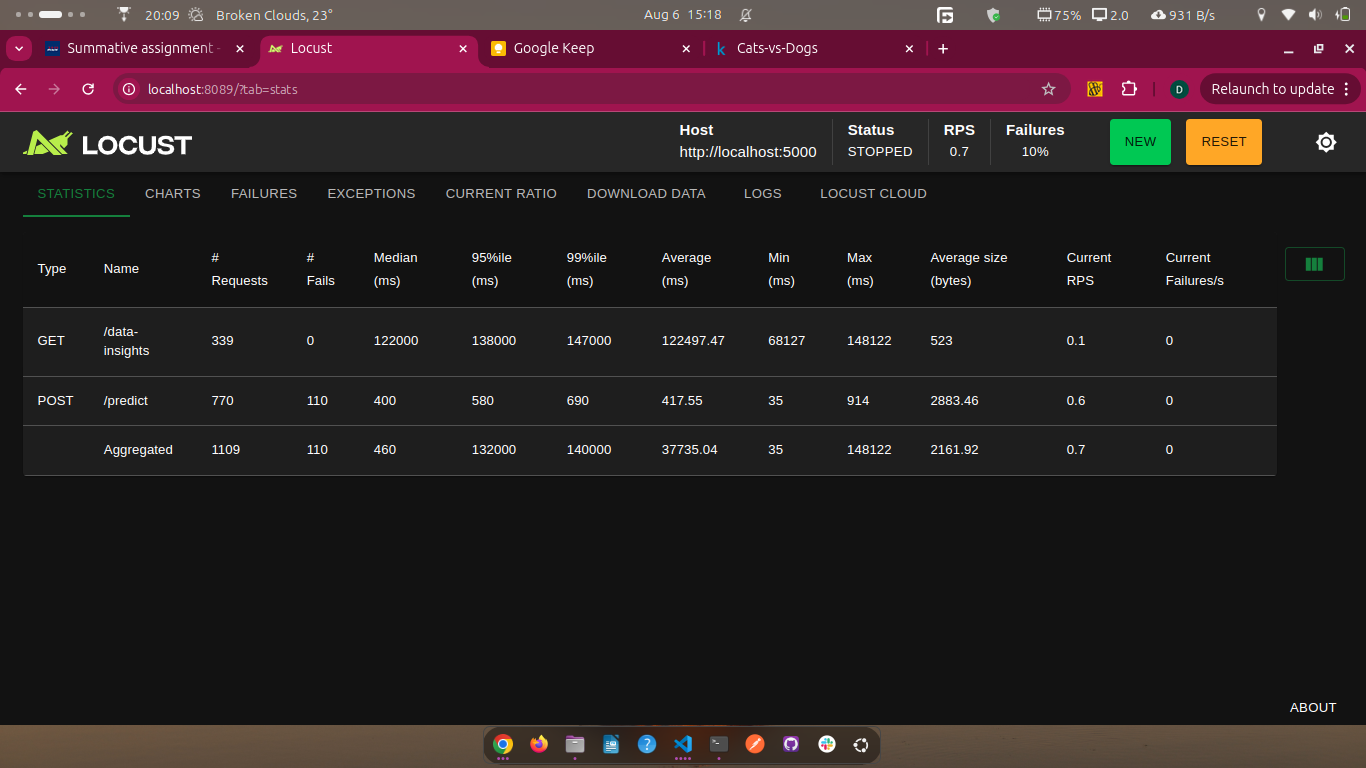 20:09 Broken Clouds, 23° Aug 6 15:18 75% 2.0 931 B/s
Summative assignment Locust Google Keep Cats-vs-Dogs
localhost:8089/?tab=stats D Relaunch to update
LOCUST Host http://localhost:5000 Status STOPPED RPS 0.7 Failures 10% NEW RESET
STATISTICS CHARTS FAILURES EXCEPTIONS CURRENT RATIO DOWNLOAD DATA LOGS LOCUST CLOUD
Type Name # Requests # Fails Median (ms) 95%ile (ms) 99%ile (ms) Average (ms) Min (ms) Max (ms) Average size (bytes) Current RPS Current Failures/s
GET /data-insights 339 0 122000 138000 147000 122497.47 68127 148122 523 0.1 0
POST /predict 770 110 400 580 690 417.55 35 914 2883.46 0.6 0
Aggregated 1109 110 460 132000 140000 37735.04 35 148122 2161.92 0.7 0
ABOUT